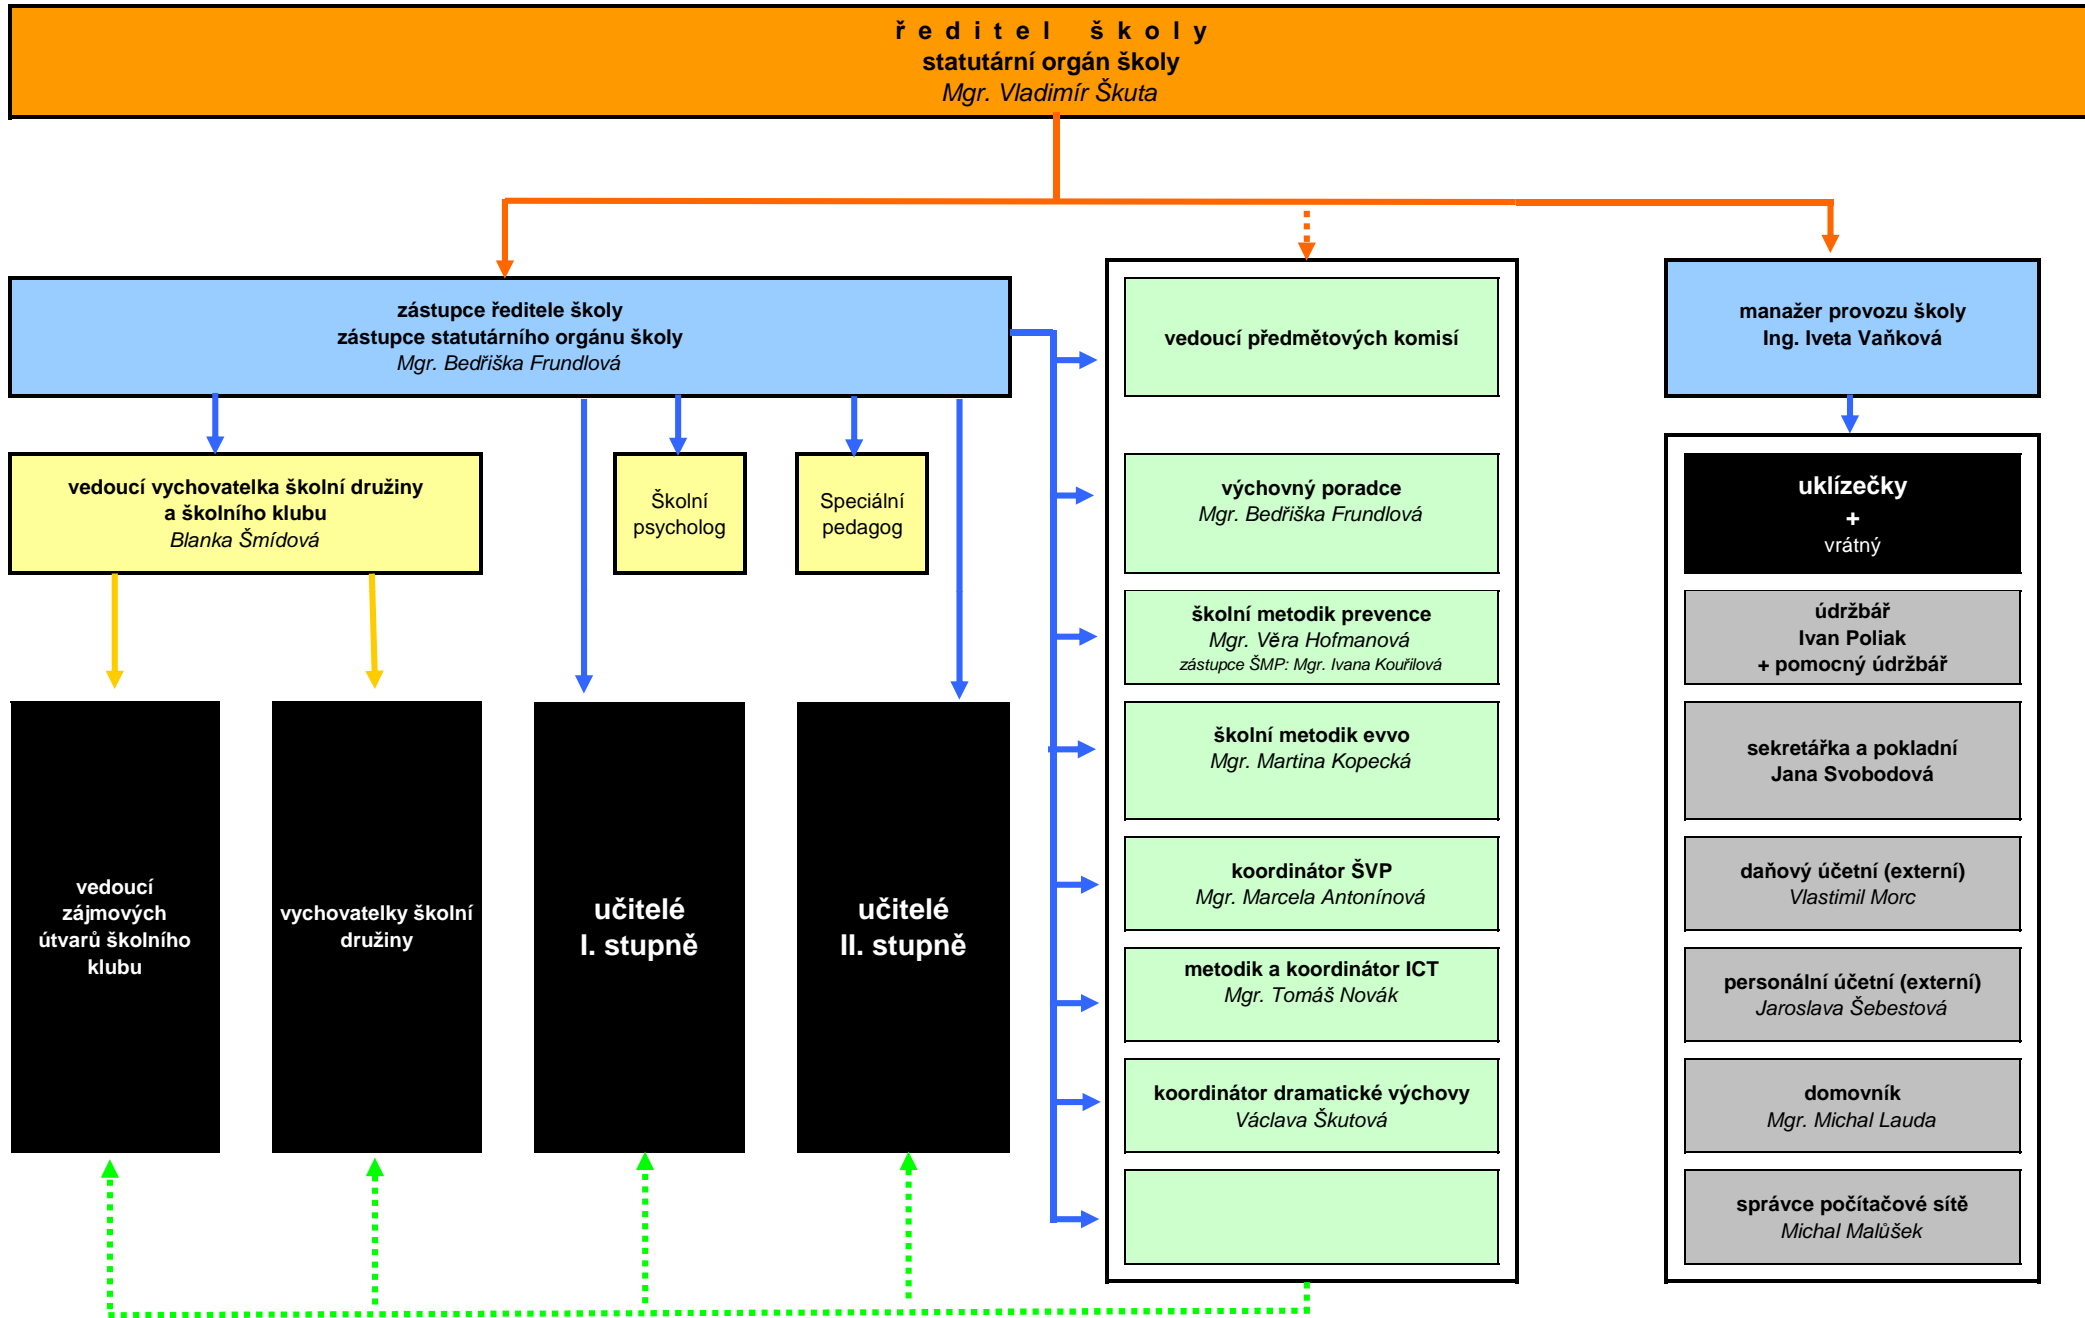 ředitel školy
statutární orgán školy
Mgr. Vladimír Škuta
zástupce ředitele školy
zástupce statutárního orgánu školy
Mgr. Bedřiška Frundlová
vedoucí předmětových komisí
manažer provozu školy
Ing. Iveta Vaňková
vedoucí vychovatelka školní družiny
a školního klubu
Blanka Šmídová
Školní
psycholog
Speciální
pedagog
výchovný poradce
Mgr. Bedřiška Frundlová
uklízečky
+
vrátný
školní metodik prevence
Mgr. Věra Hofmanová
zástupce ŠMP: Mgr. Ivana Kouřilová
údržbář
Ivan Poliak
+ pomocný údržbář
školní metodik evvo
Mgr. Martina Kopecká
sekretářka a pokladní
Jana Svobodová
vedoucí
zájmových
útvarů školního
klubu
vychovatelky školní
družiny
učitelé
I. stupně
učitelé
II. stupně
koordinátor ŠVP
Mgr. Marcela Antonínová
daňový účetní (externí)
Vlastimil Morc
metodik a koordinátor ICT
Mgr. Tomáš Novák
personální účetní (externí)
Jaroslava Šebestová
koordinátor dramatické výchovy
Václava Škutová
domovník
Mgr. Michal Lauda
správce počítačové sítě
Michal Malůšek